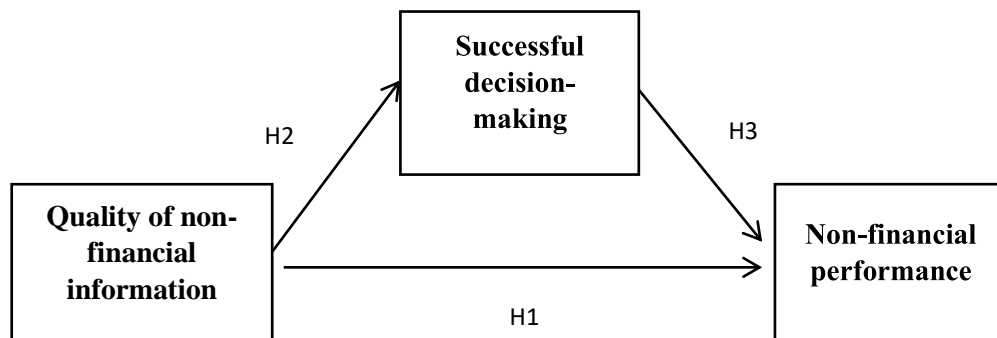 Successful
decision-
making
H2
H3
Quality of non-
financial
information
Non-financial
performance
H1